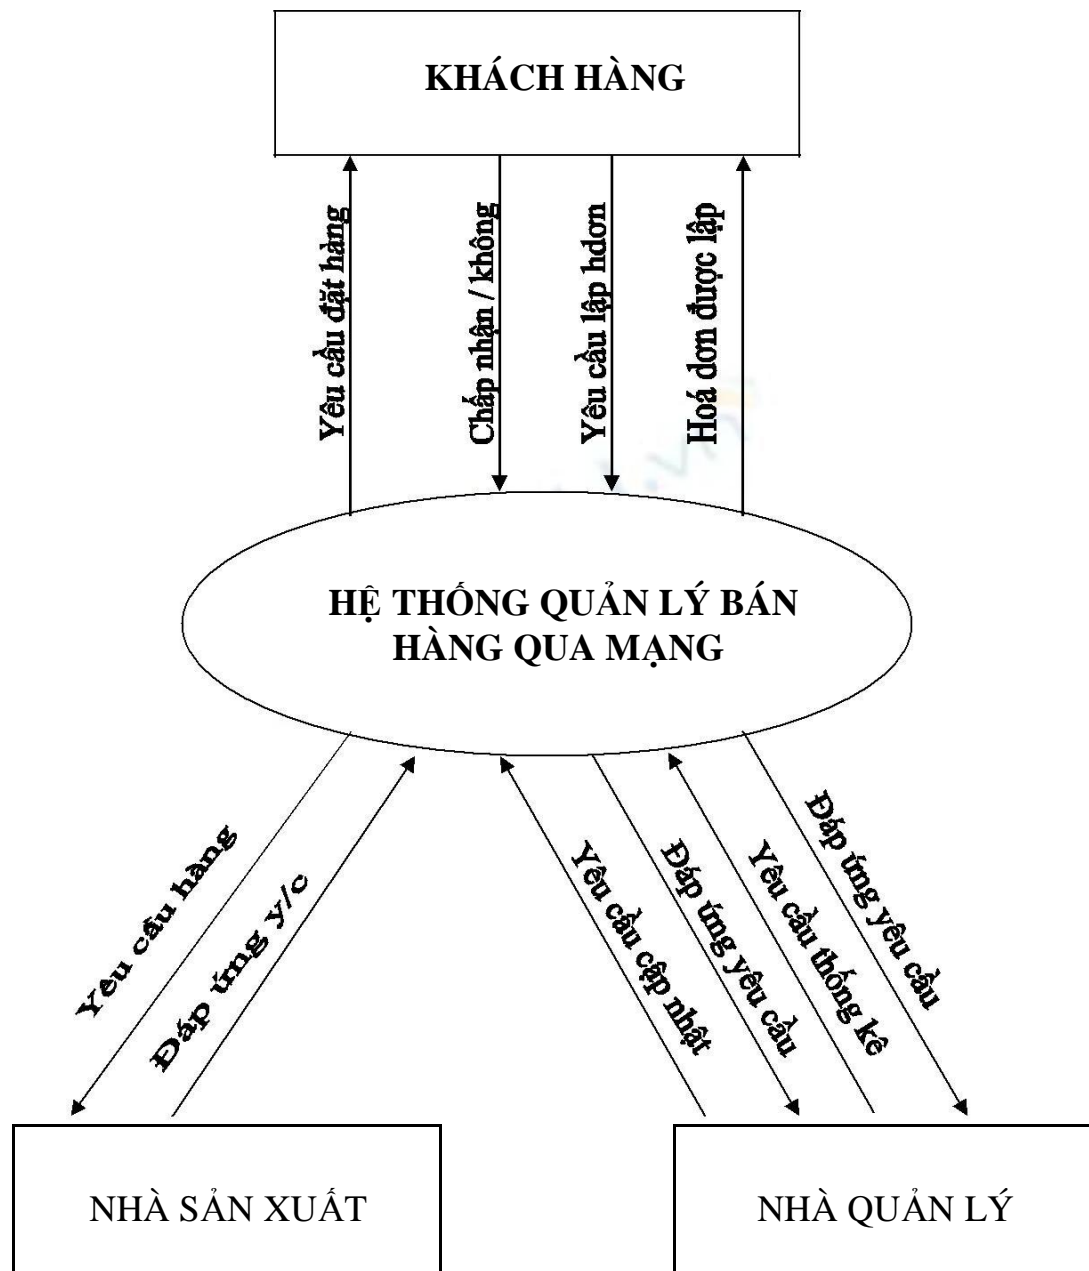 KHÁCH HÀNG
Yêu cầu đặt hàng
Chấp nhận / không
Yêu cầu lập hdơn
Hoá dơn được lập
HỆ THỐNG QUẢN LÝ BÁN
HÀNG QUA MẠNG
Yêu cầu hàng
Đáp ứng y/c
Yêu cầu cập nhật
Đáp ứng yêu cầu
Yêu cầu thống kê
Đáp ứng yêu cầu
NHÀ SẢN XUẤT
NHÀ QUẢN LÝ